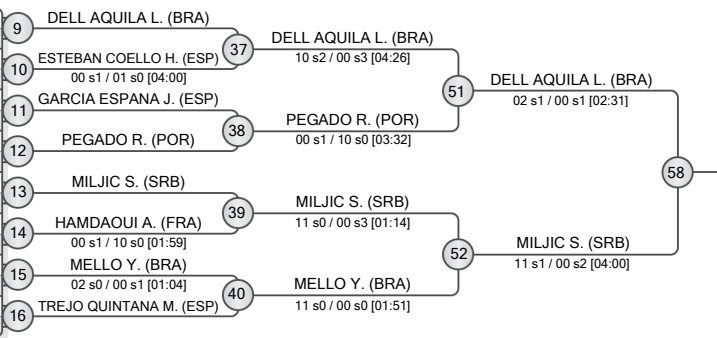 9
DELL AQUILA L. (BRA)
37
DELL AQUILA L. (BRA)
10 s2 / 00 s3 [04:26]
10
ESTEBAN COELLO H. (ESP)
00 s1 / 01 s0 [04:00]
51
DELL AQUILA L. (BRA)
02 s1 / 00 s1 [02:31]
11
GARCIA ESPANA J. (ESP)
38
PEGADO R. (POR)
00 s1 / 10 s0 [03:32]
12
PEGADO R. (POR)
58
13
MILJIC S. (SRB)
39
MILJIC S. (SRB)
11 s0 / 00 s3 [01:14]
14
HAMDAOUI A. (FRA)
00 s1 / 10 s0 [01:59]
52
MILJIC S. (SRB)
11 s1 / 00 s2 [04:00]
15
MELLO Y. (BRA)
02 s0 / 00 s1 [01:04]
40
MELLO Y. (BRA)
11 s0 / 00 s0 [01:51]
16
TREJO QUINTANA M. (ESP)